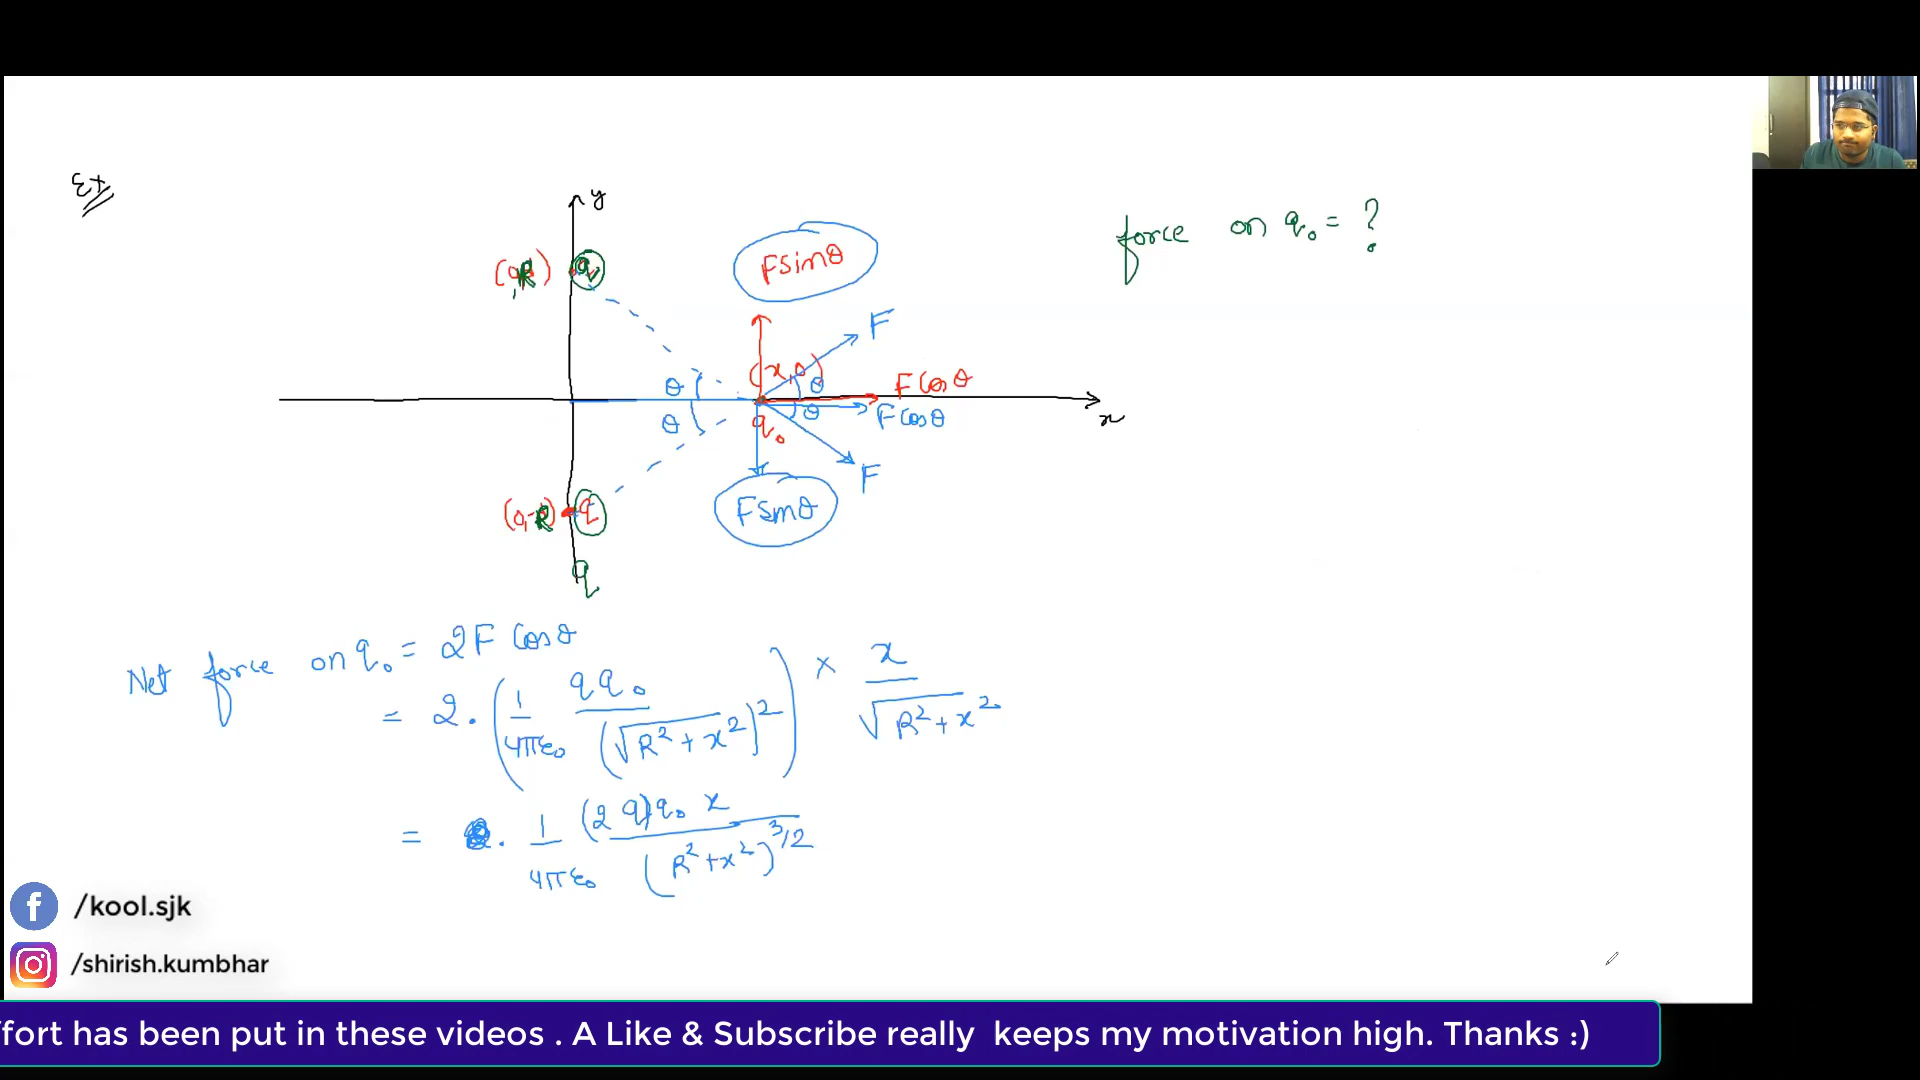 Ex
y
(0,R) q
Fsinθ
force on q₀ = ?
F
(x,0)
θ θ
F Cosθ
θ θ
F Cosθ
x
q₀
F
(0,-R) q
FSinθ
q
Net force on q₀ = 2F Cosθ
= 2. (1/4πε₀ qq₀/(√R²+x²)²) × x/√R²+x²
= . 1/4πε₀ (2q)q₀ x/(R²+x²)^3/2
f /kool.sjk
/shirish.kumbhar
ffort has been put in these videos . A Like & Subscribe really keeps my motivation high. Thanks :)